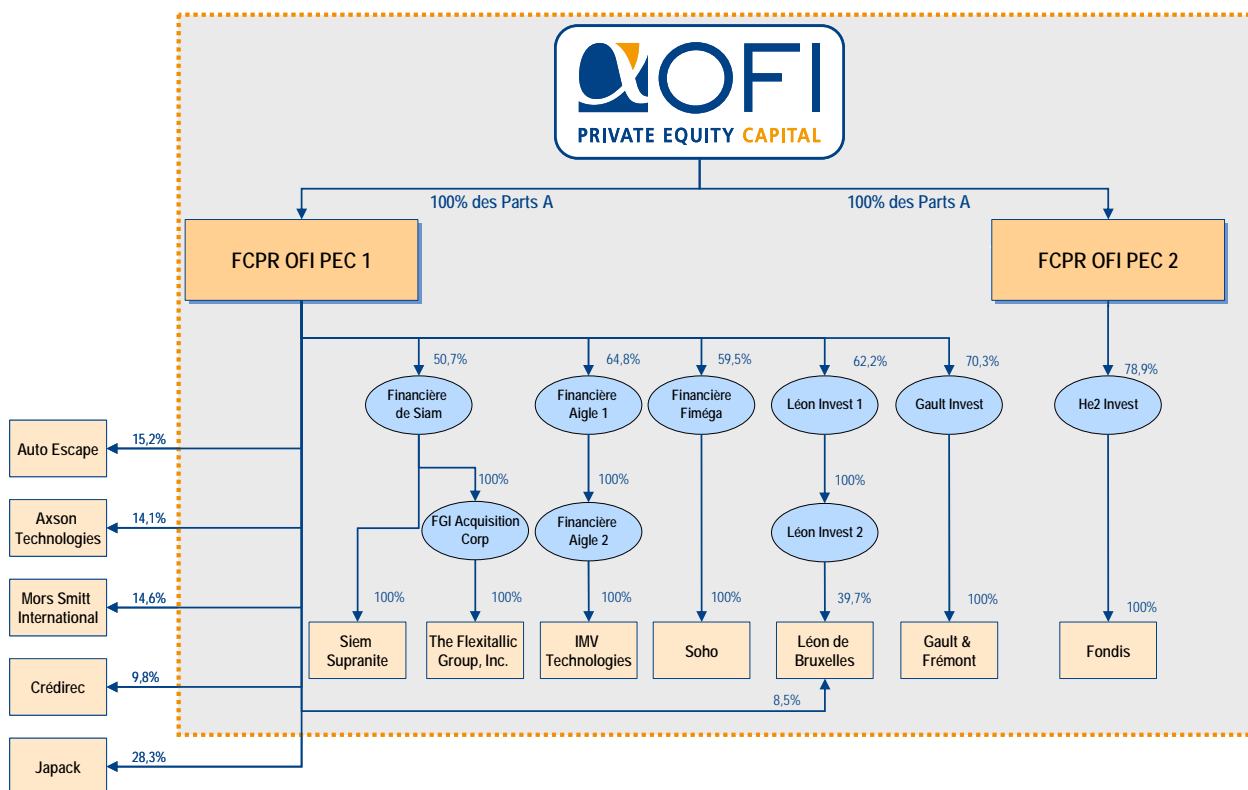 OFI
PRIVATE EQUITY CAPITAL
100% des Parts A
100% des Parts A
FCPR OFI PEC 1
FCPR OFI PEC 2
50,7%
64,8%
59,5%
62,2%
70,3%
78,9%
Financière
de Siam
Financière
Aigle 1
Financière
Fiméga
Léon Invest 1
Gault Invest
He2 Invest
Auto Escape
15,2%
100%
100%
100%
Axson
Technologies
14,1%
FGI Acquisition
Corp
Financière
Aigle 2
Léon Invest 2
Mors Smitt
International
14,6%
100%
100%
100%
100%
39,7%
100%
100%
Siem
Supranite
The Flexitallic
Group, Inc.
IMV
Technologies
Soho
Léon de
Bruxelles
Gault &
Frémont
Fondis
Crédirec
9,8%
8,5%
Japack
28,3%